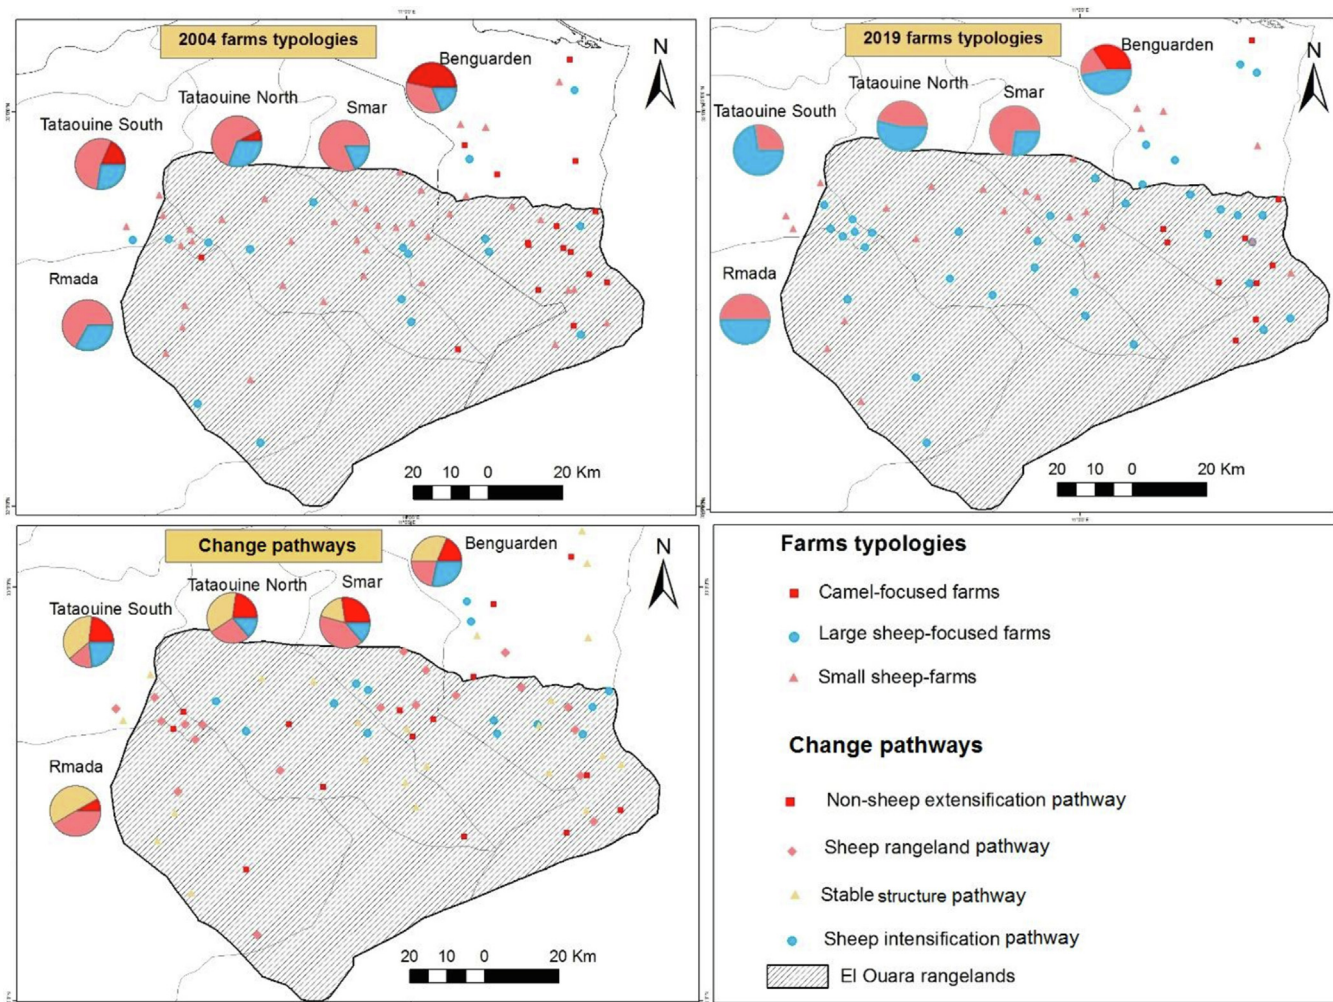 2004 farms typologies
Benguarden
N
Tataouine North
Smar
Tataouine South
Rmada
20 10 0 20 Km
2019 farms typologies
Benguarden
N
Tataouine North
Smar
Tataouine South
Rmada
20 10 0 20 Km
Change pathways
Benguarden
N
Tataouine North
Smar
Tataouine South
Rmada
20 10 0 20 Km
Farms typologies
Camel-focused farms
Large sheep-focused farms
Small sheep-farms
Change pathways
Non-sheep extensification pathway
Sheep rangeland pathway
Stable structure pathway
Sheep intensification pathway
El Ouara rangelands